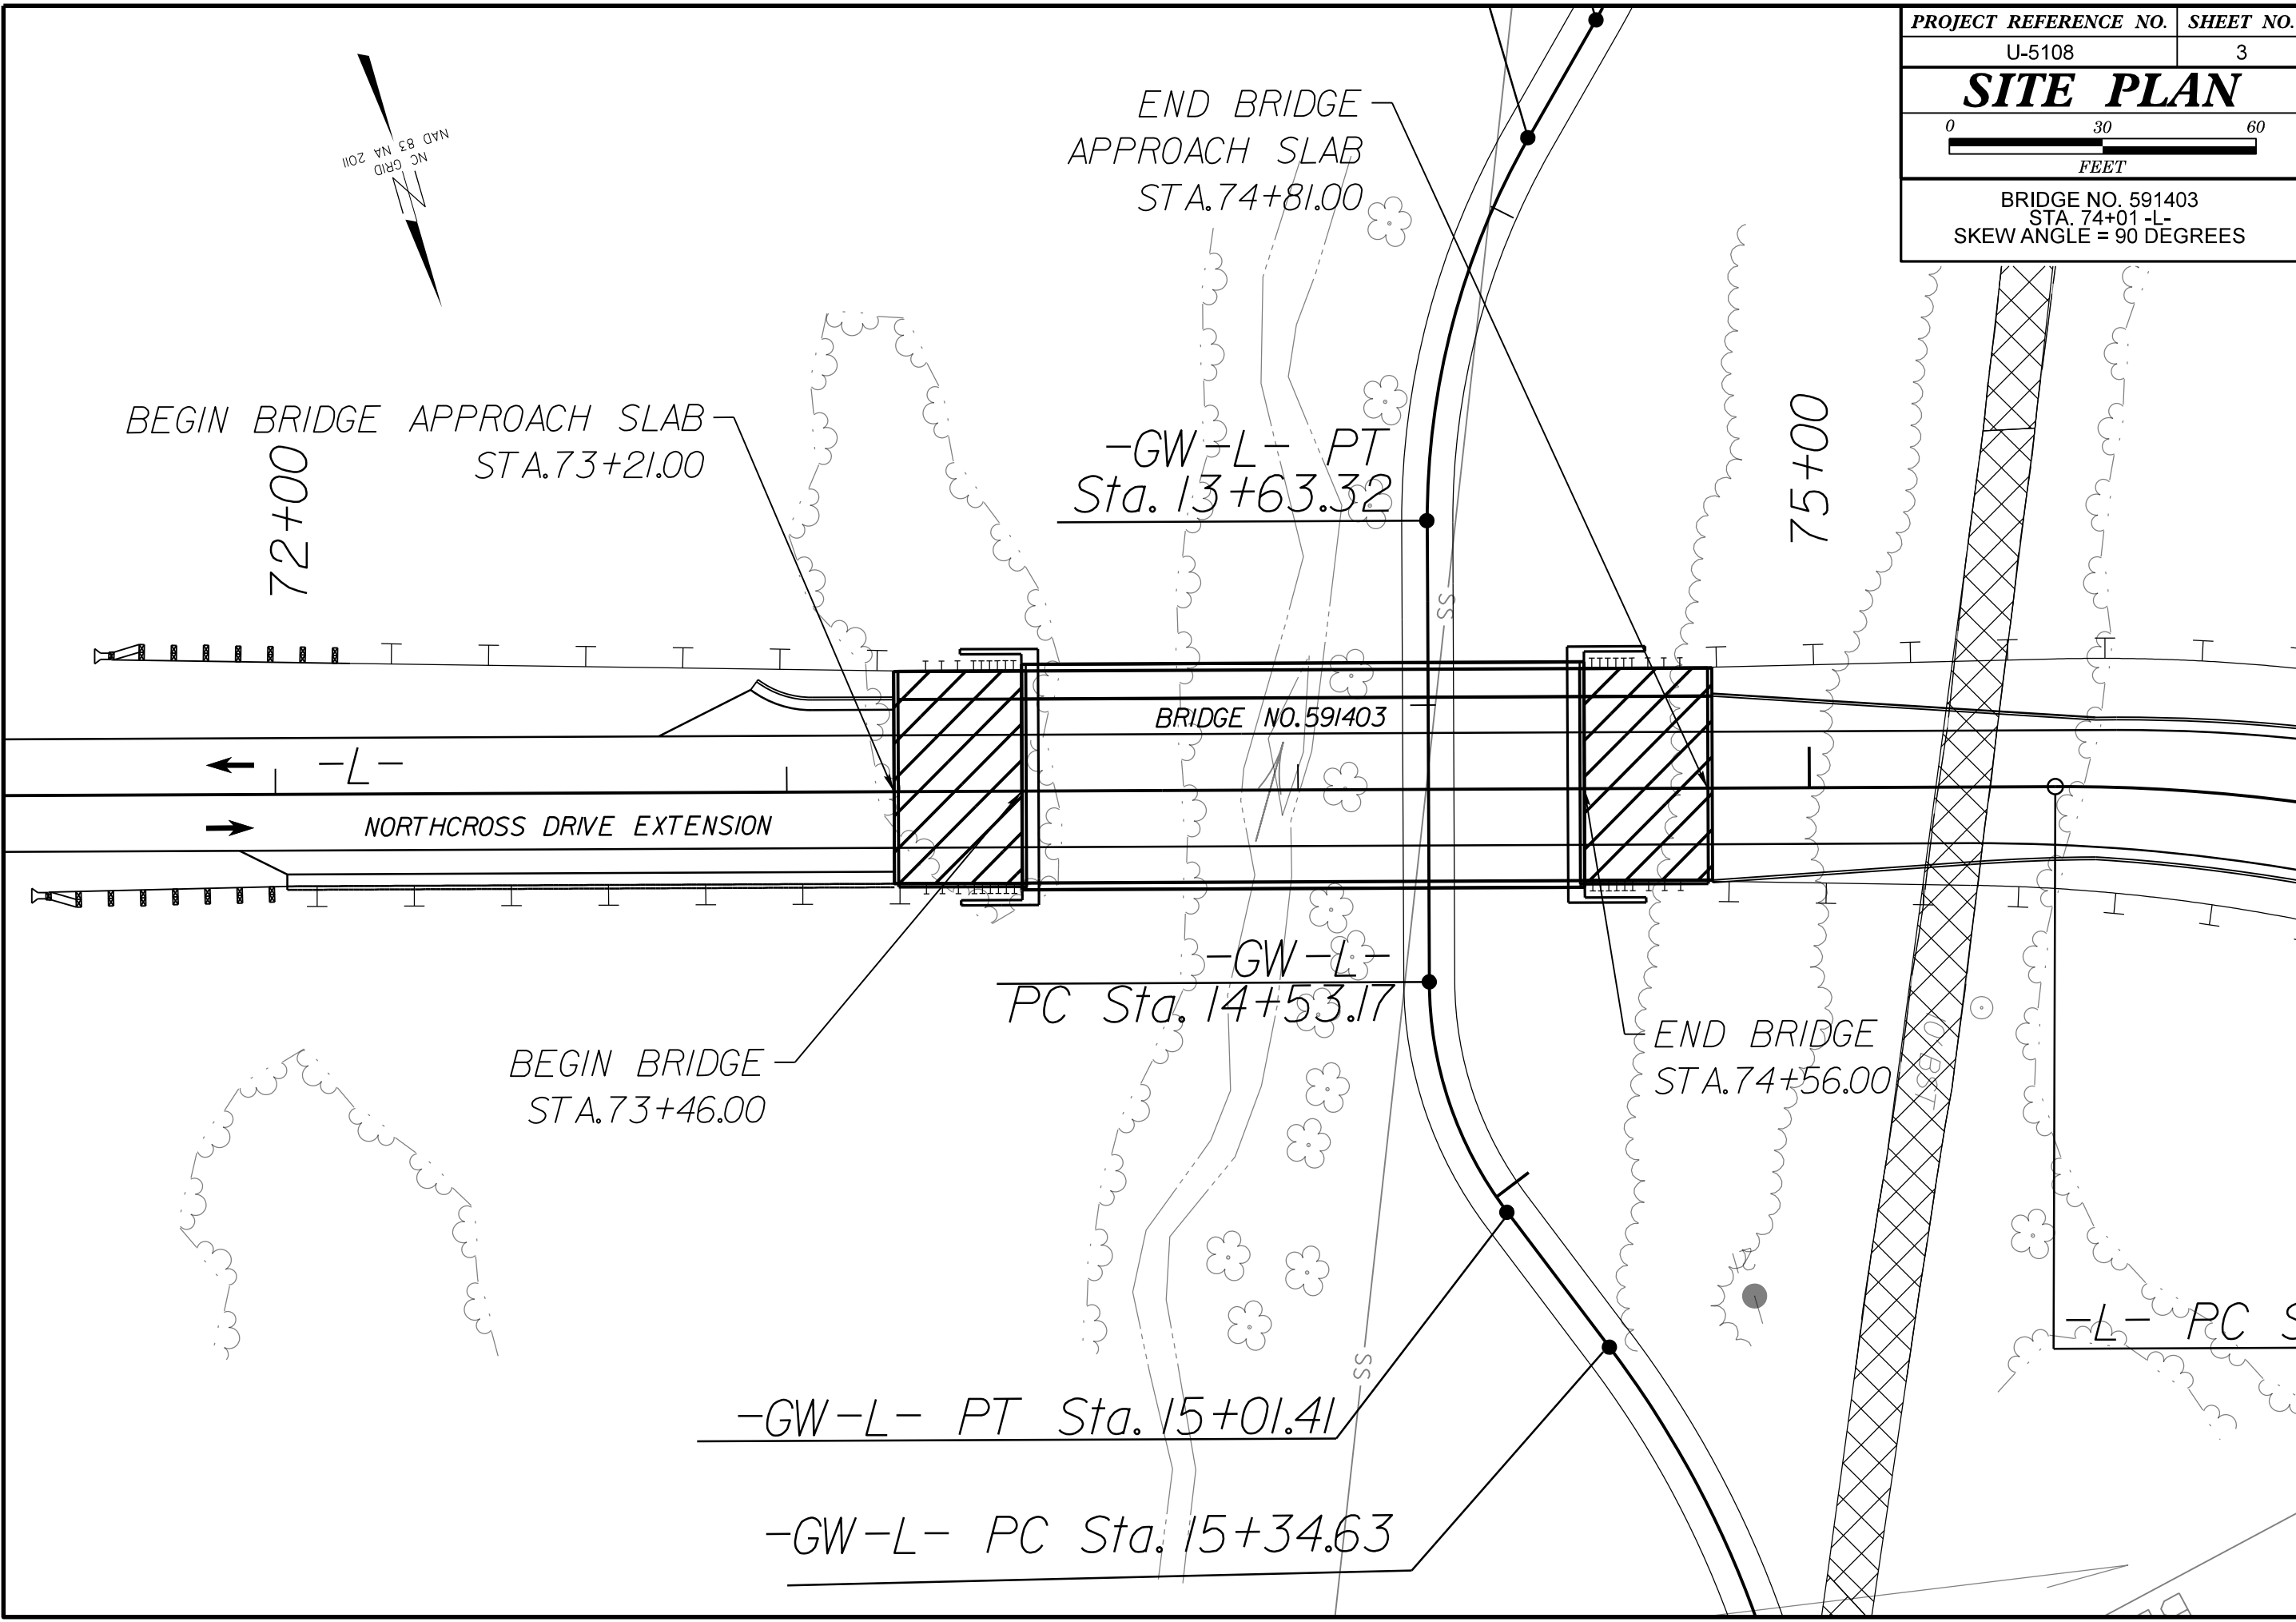 PROJECT REFERENCE NO. SHEET NO.
U-5108 3
SITE PLAN
0 30 60
FEET
BRIDGE NO. 591403
STA. 74+01 -L-
SKEW ANGLE = 90 DEGREES
NAD 83 NA 2011
NC GRID
END BRIDGE
APPROACH SLAB
STA.74+81.00
BEGIN BRIDGE APPROACH SLAB
STA.73+21.00
72+00
75+00
-GW-L- PT
Sta. 13+63.32
SS
BRIDGE NO.591403
-L-
NORTHCROSS DRIVE EXTENSION
-GW-L-
PC Sta. 14+53.17
BEGIN BRIDGE
STA.73+46.00
END BRIDGE
STA.74+56.00
-L- PC S
SS
-GW-L- PT Sta. 15+01.41
-GW-L- PC Sta. 15+34.63